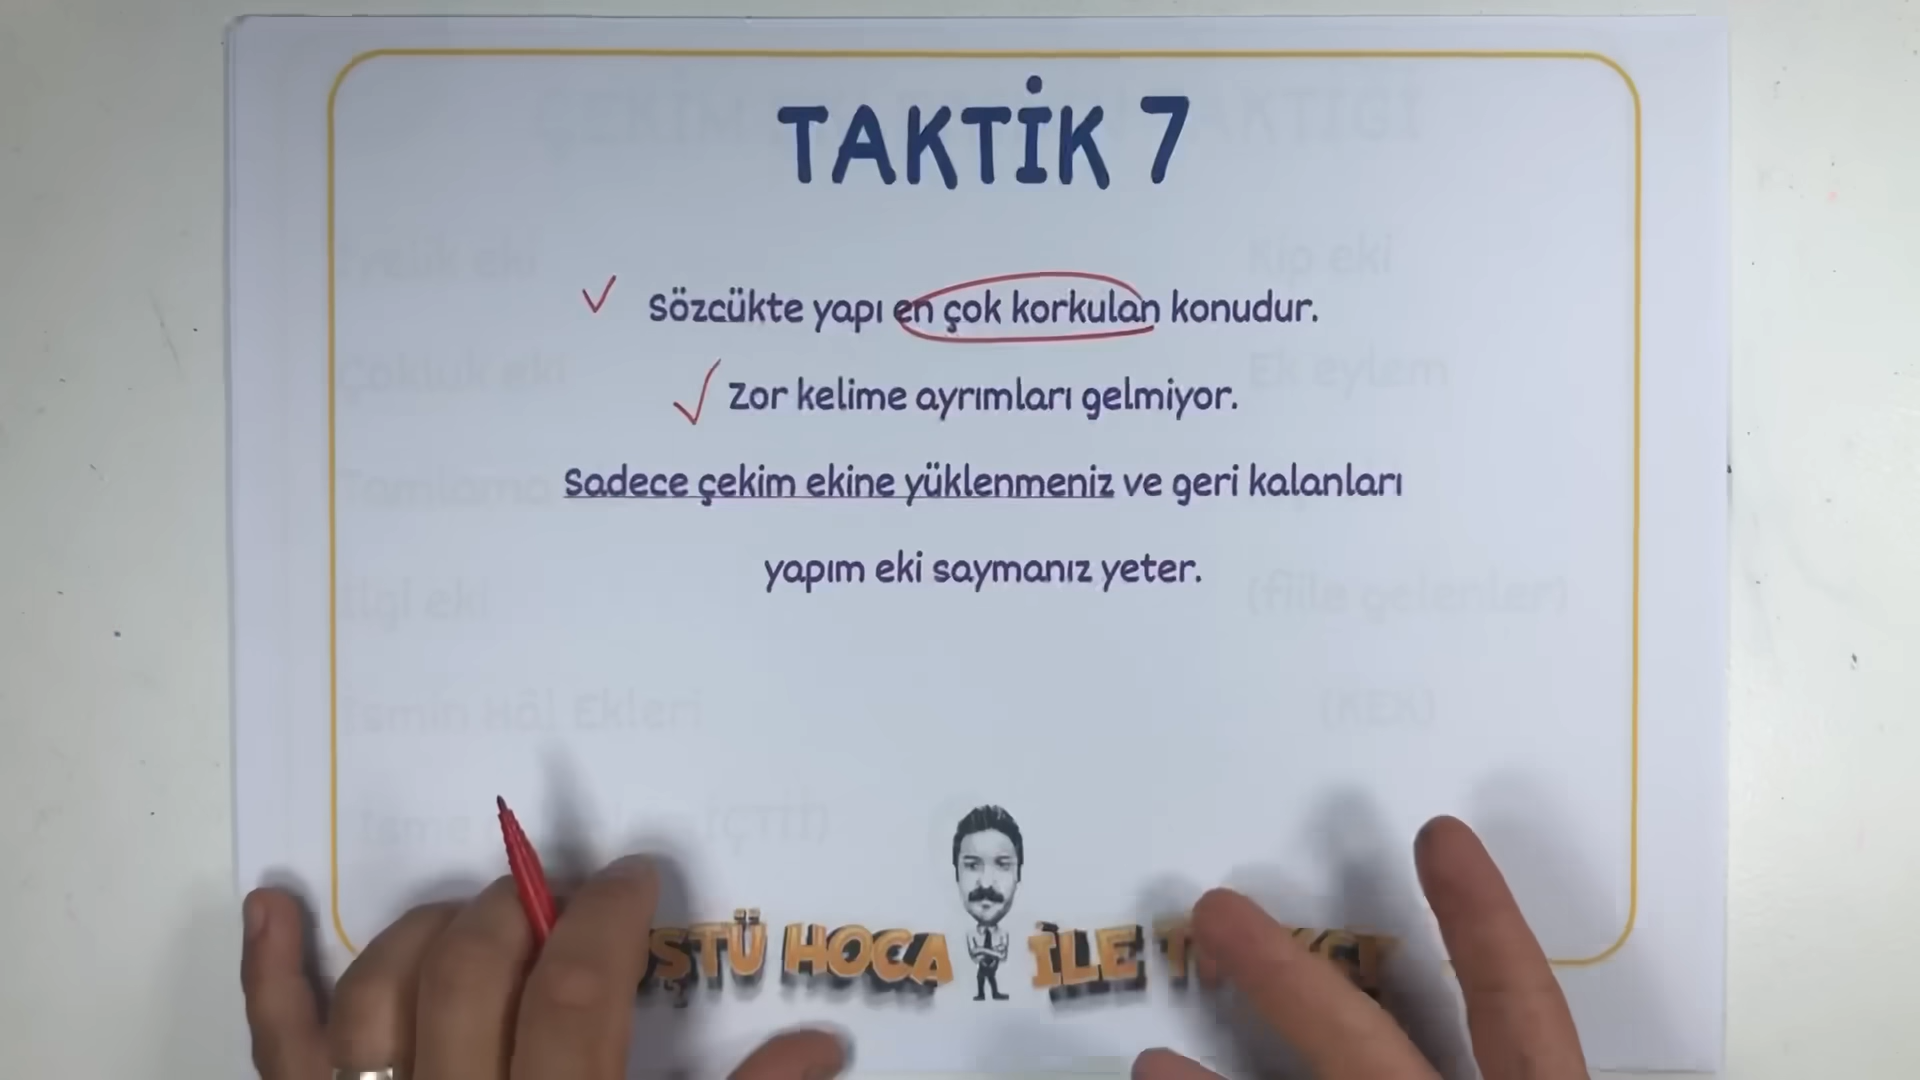 TAKTİK 7
Sözcükte yapı en çok korkulan konudur.
Zor kelime ayrımları gelmiyor.
Sadece çekim ekine yüklenmeniz ve geri kalanları
yapım eki saymanız yeter.
HOCA İLE